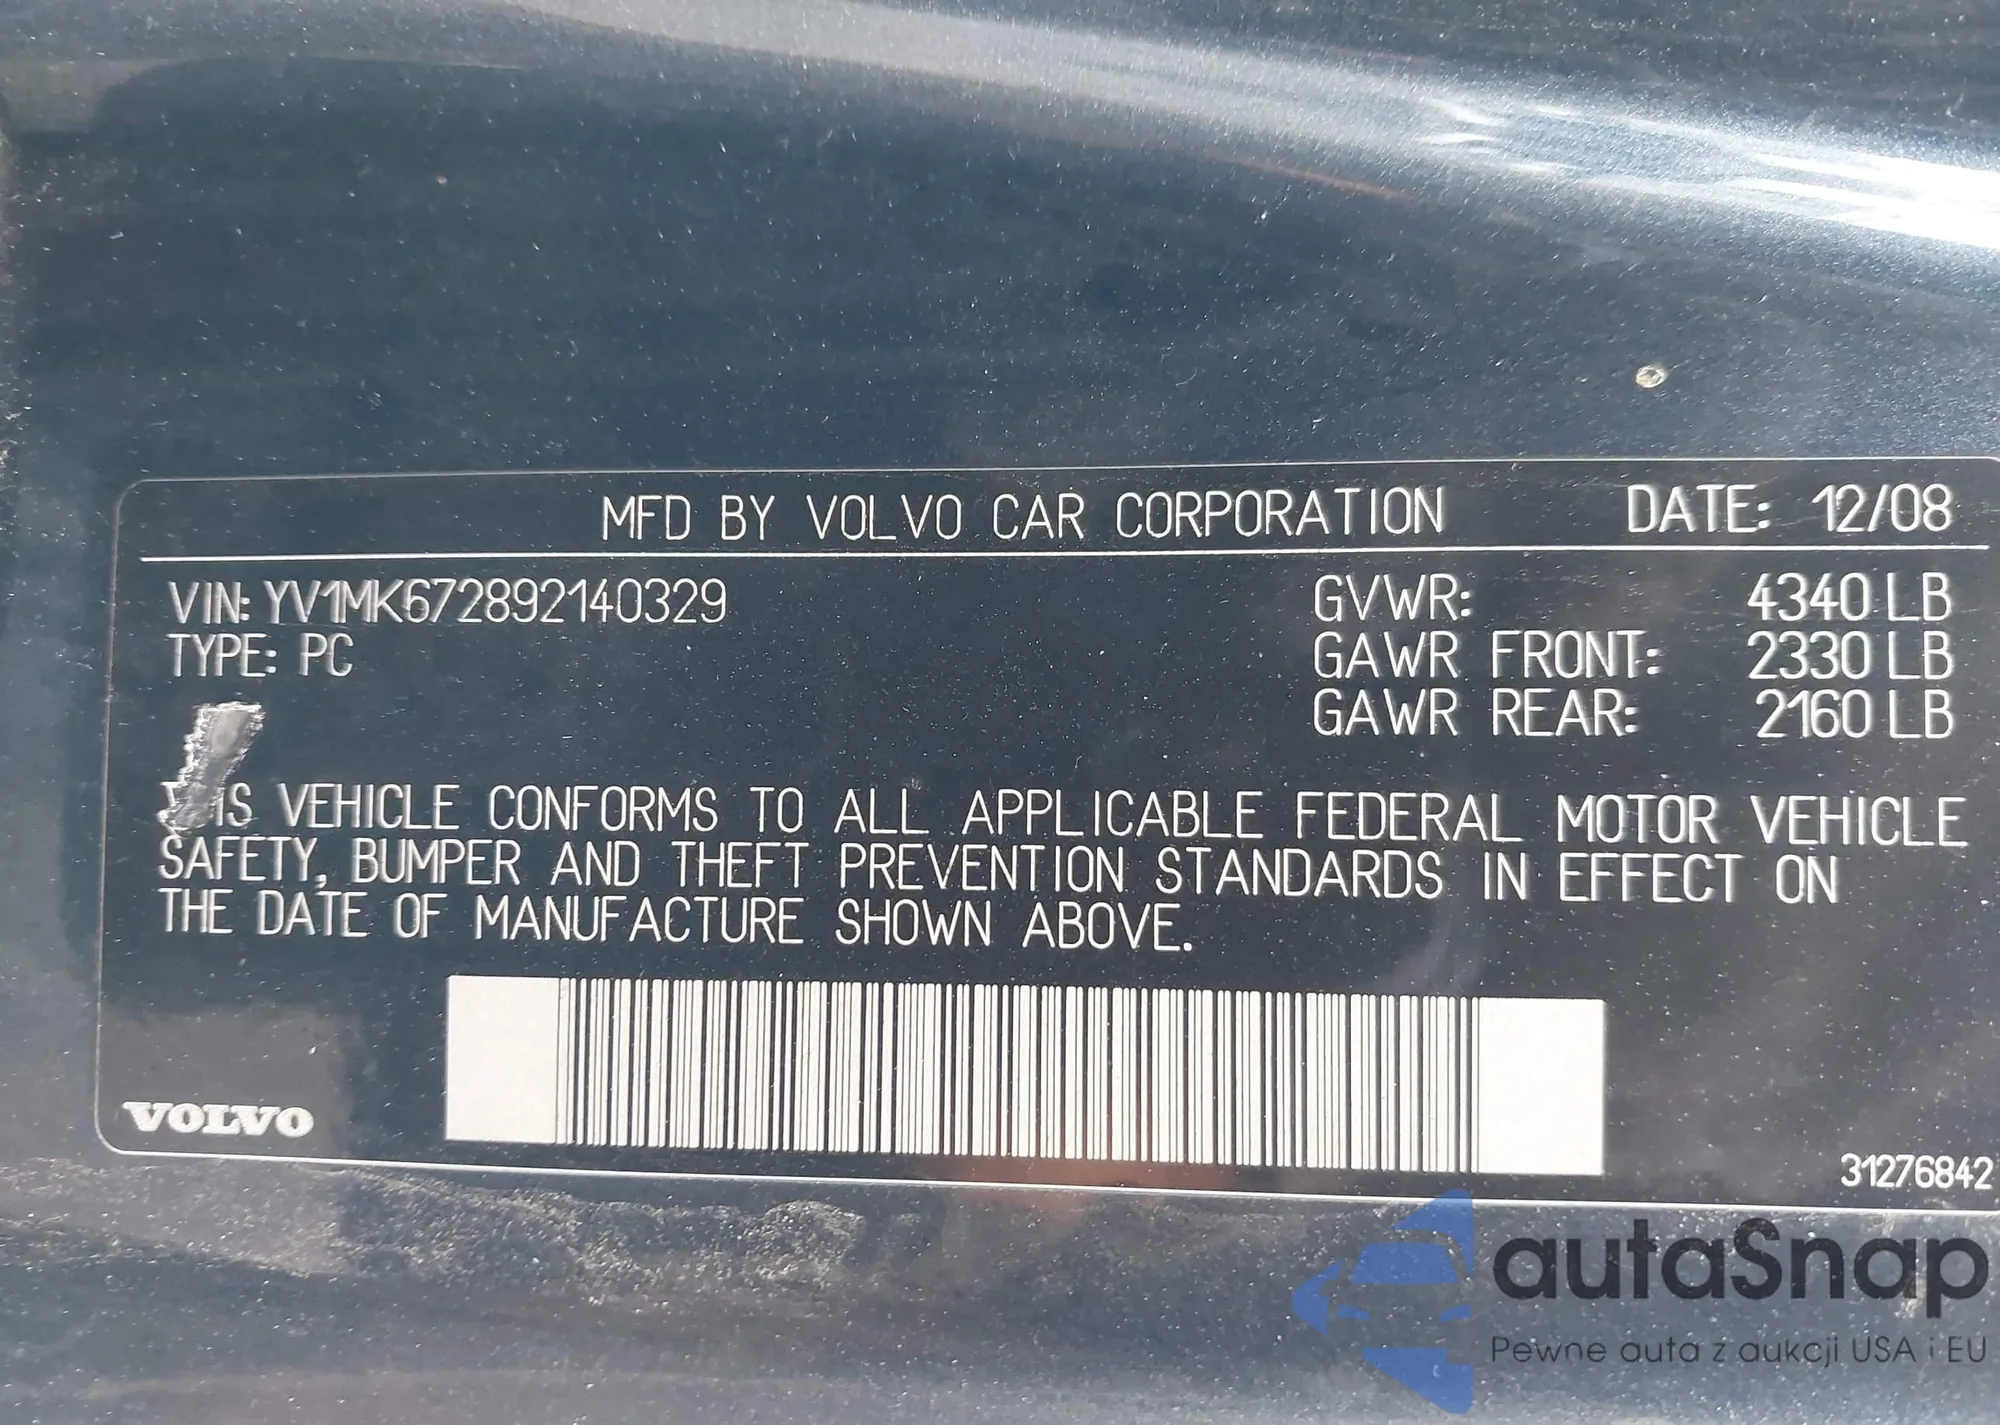 MFD BY VOLVO CAR CORPORATION DATE: 12/08
VIN: YV1MK672892140329 GVWR: 4340 LB
TYPE: PC GAWR FRONT: 2330 LB
GAWR REAR: 2160 LB
VEHICLE CONFORMS TO ALL APPLICABLE FEDERAL MOTOR VEHICLE
SAFETY, BUMPER AND THEFT PREVENTION STANDARDS IN EFFECT ON
THE DATE OF MANUFACTURE SHOWN ABOVE.
VOLVO
31276842
autaSnap
Pewne auta z aukcji USA i EU